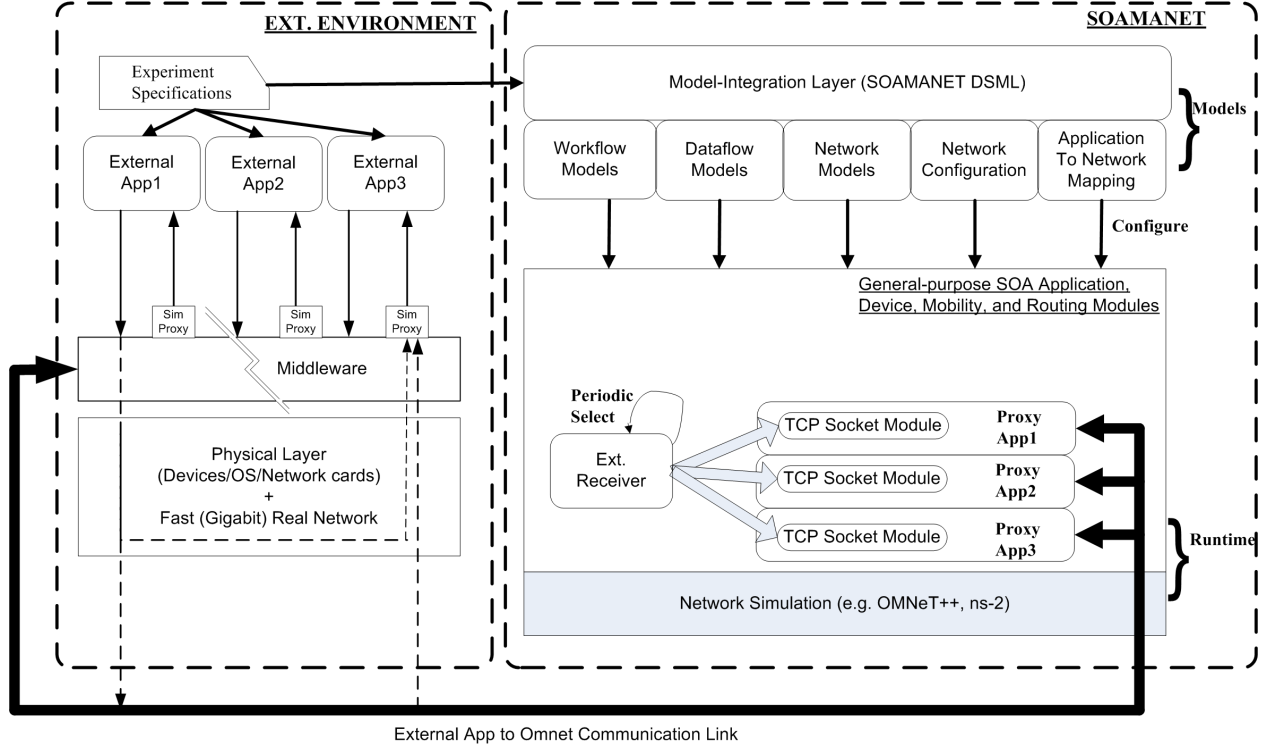 EXT. ENVIRONMENT
SOAMANET
Experiment
Specifications
Model-Integration Layer (SOAMANET DSML)
Models
External
App1
External
App2
External
App3
Workflow
Models
Dataflow
Models
Network
Models
Network
Configuration
Application
To Network
Mapping
Configure
General-purpose SOA Application,
Device, Mobility, and Routing Modules
Sim
Proxy
Sim
Proxy
Sim
Proxy
Middleware
Periodic
Select
Ext.
Receiver
TCP Socket Module
Proxy
App1
TCP Socket Module
Proxy
App2
TCP Socket Module
Proxy
App3
Physical Layer
(Devices/OS/Network cards)
+
Fast (Gigabit) Real Network
Runtime
Network Simulation (e.g. OMNeT++, ns-2)
External App to Omnet Communication Link